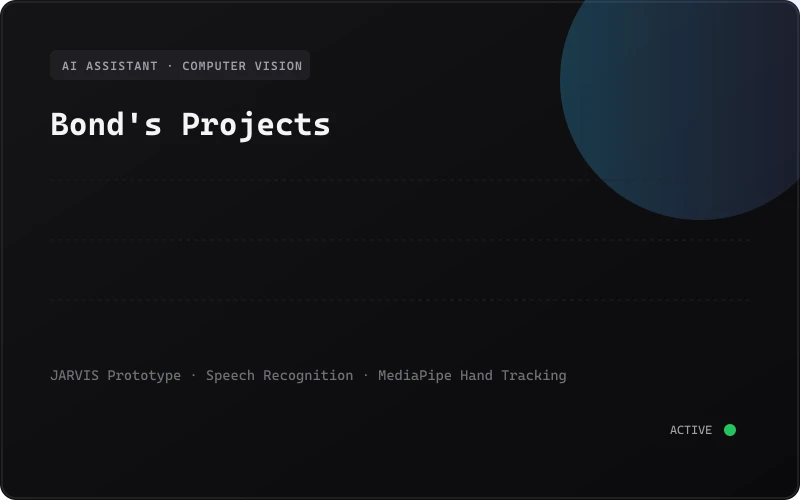 AI ASSISTANT · COMPUTER VISION
Bond's Projects
JARVIS Prototype · Speech Recognition · MediaPipe Hand Tracking
ACTIVE